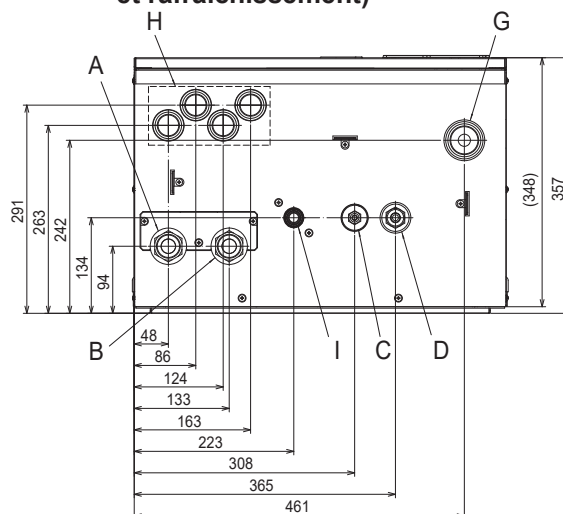 et rafraîchissement)
H
G
A
291
263
242
134
94
(348)
357
B
I
C
D
48
86
124
133
163
223
308
365
461